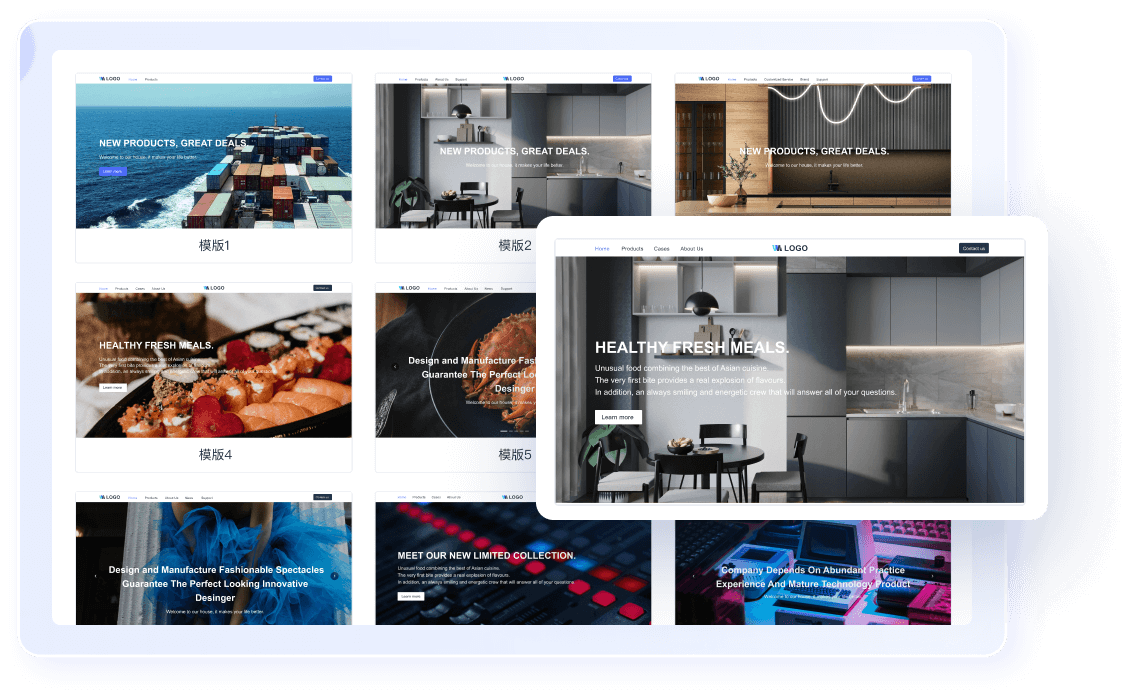 LOGO Home Products Contact us
NEW PRODUCTS, GREAT DEALS.
Welcome to our house, it makes your life better.
Learn more
模版1
Home Products About Us Support LOGO Contact us
NEW PRODUCTS, GREAT DEALS.
Welcome to our house, it makes your life better.
模版2
LOGO Home Products Customized Service Brand Support Contact us
NEW PRODUCTS, GREAT DEALS.
Welcome to our house, it makes your life better.
Home Products Cases About Us LOGO Contact us
HEALTHY FRESH MEALS.
Unusual food combining the best of Asian cuisine.
The very first bite provides a real explosion of flavours.
In addition, an always smiling and energetic crew that will answer all of your questions.
Learn more
Home Products Cases About Us LOGO Contact us
HEALTHY FRESH MEALS.
Unusual food combining the best of Asian cuisine.
The very first bite provides a real explosion of flavours.
In addition, an always smiling and energetic crew that will answer all of your questions.
Learn more
模版4
LOGO Home Products About Us News Support
Design and Manufacture Fash
Guarantee The Perfect Loo
Desinger
Welcome to our house, it makes y
模版5
LOGO Home Products About Us News Support Contact us
Design and Manufacture Fashionable Spectacles
Guarantee The Perfect Looking Innovative
Desinger
Welcome to our house, it makes your life better.
Home Products Cases About Us LOGO
MEET OUR NEW LIMITED COLLECTION.
Unusual food combining the best of Asian cuisine.
The very first bite provides a real explosion of flavours.
In addition, an always smiling and energetic crew that will answer all of your questions.
Learn more
Company Depends On Abundant Practice
Experience And Mature Technology Product
Welcome to our house, it makes your life better.